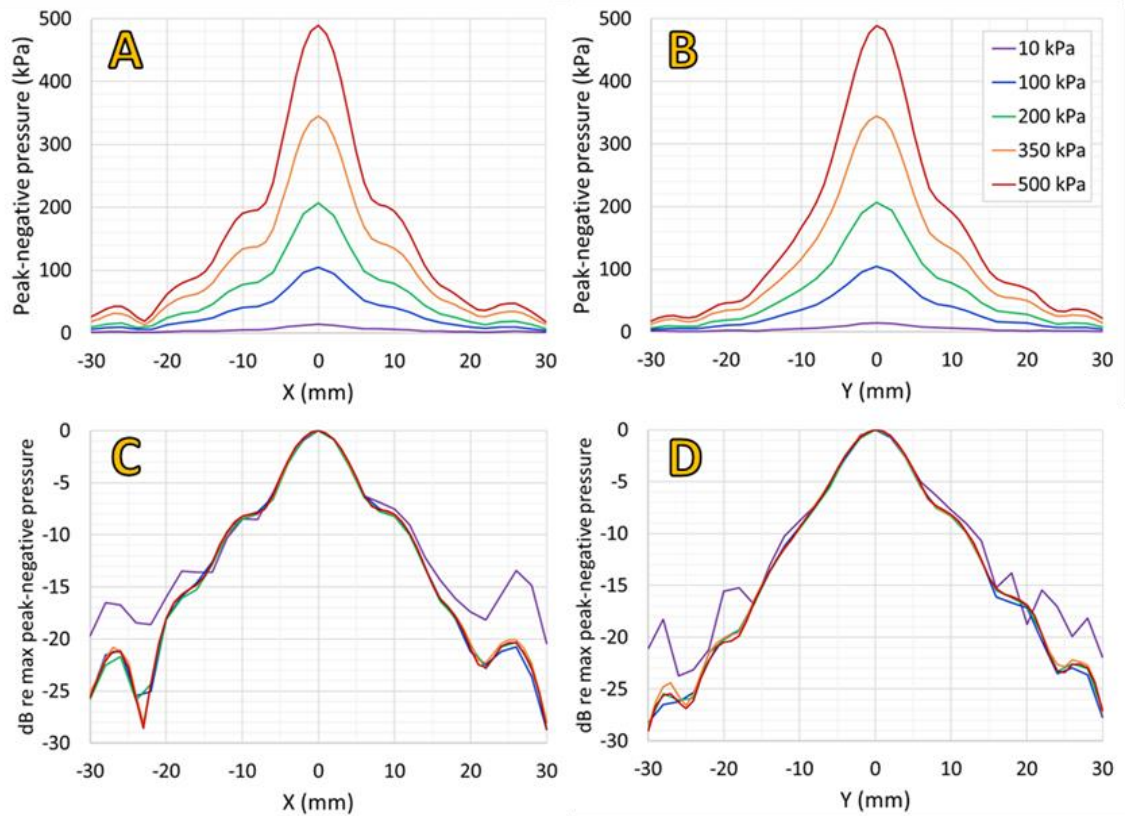 A
Peak-negative pressure (kPa)
500
400
300
200
100
0
-30 -20 -10 0 10 20 30
X (mm)
B
Peak-negative pressure (kPa)
500
400
300
200
100
0
-30 -20 -10 0 10 20 30
Y (mm)
10 kPa
100 kPa
200 kPa
350 kPa
500 kPa
C
dB re max peak-negative pressure
0
-5
-10
-15
-20
-25
-30
-30 -20 -10 0 10 20 30
X (mm)
D
dB re max peak-negative pressure
0
-5
-10
-15
-20
-25
-30
-30 -20 -10 0 10 20 30
Y (mm)